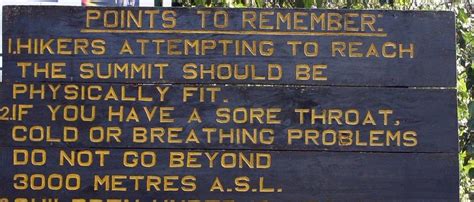 POINTS TO REMEMBER:
1.HIKERS ATTEMPTING TO REACH
THE SUMMIT SHOULD BE
PHYSICALLY FIT.
2.IF YOU HAVE A SORE THROAT,
COLD OR BREATHING PROBLEMS
DO NOT GO BEYOND
3000 METRES A.S.L.